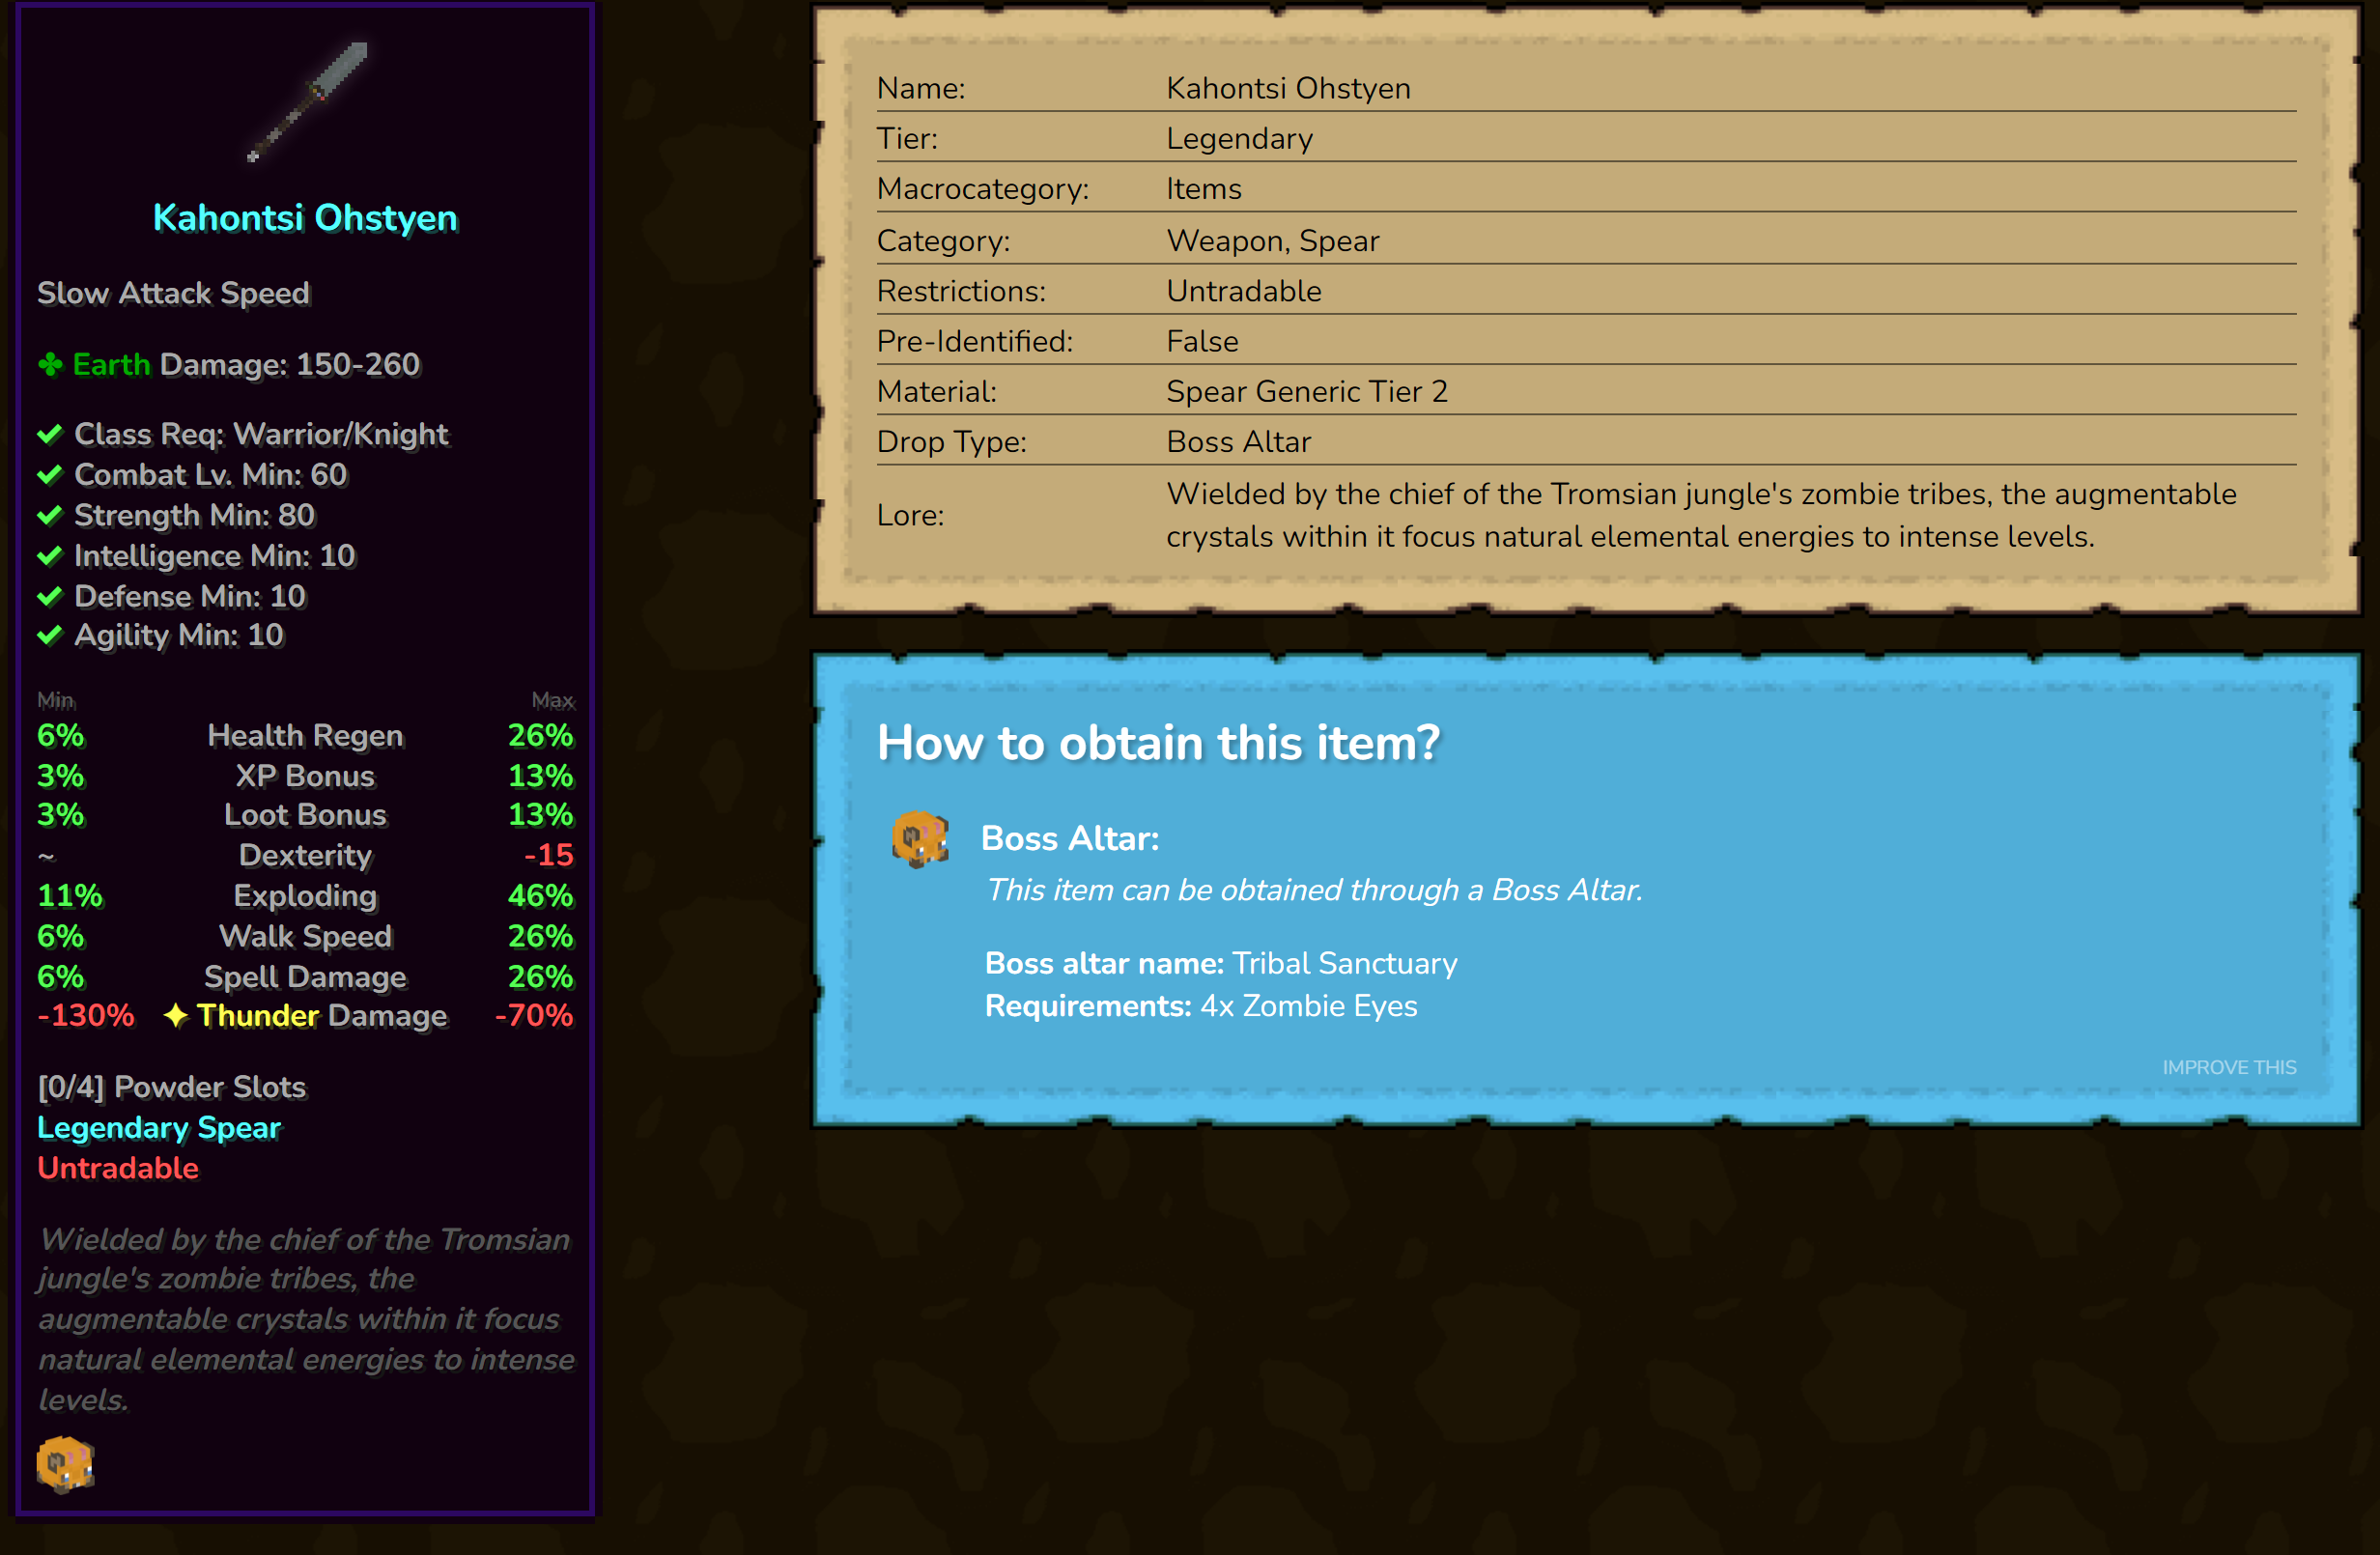 Kahontsi Ohstyen
Slow Attack Speed
✤ Earth Damage: 150-260
✔ Class Req: Warrior/Knight
✔ Combat Lv. Min: 60
✔ Strength Min: 80
✔ Intelligence Min: 10
✔ Defense Min: 10
✔ Agility Min: 10
Min Max
6% Health Regen 26%
3% XP Bonus 13%
3% Loot Bonus 13%
~ Dexterity -15
11% Exploding 46%
6% Walk Speed 26%
6% Spell Damage 26%
-130% ✦ Thunder Damage -70%
[0/4] Powder Slots
Legendary Spear
Untradable
Wielded by the chief of the Tromsian
jungle's zombie tribes, the
augmentable crystals within it focus
natural elemental energies to intense
levels.
Name: Kahontsi Ohstyen
Tier: Legendary
Macrocategory: Items
Category: Weapon, Spear
Restrictions: Untradable
Pre-Identified: False
Material: Spear Generic Tier 2
Drop Type: Boss Altar
Lore: Wielded by the chief of the Tromsian jungle's zombie tribes, the augmentable
crystals within it focus natural elemental energies to intense levels.
How to obtain this item?
Boss Altar:
This item can be obtained through a Boss Altar.
Boss altar name: Tribal Sanctuary
Requirements: 4x Zombie Eyes
IMPROVE THIS